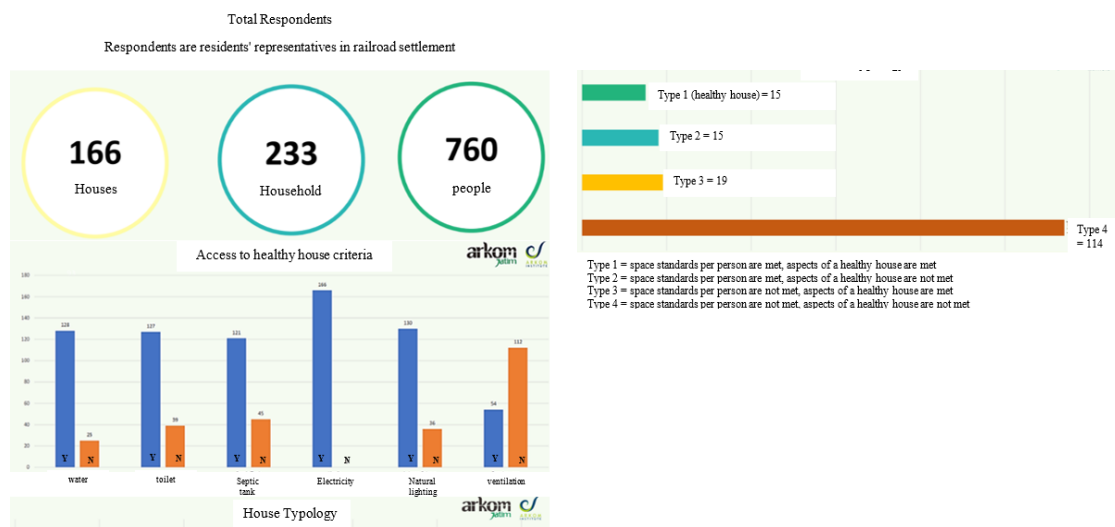 Total Respondents
Respondents are residents' representatives in railroad settlement
166
Houses
233
Household
760
people
Access to healthy house criteria
arkom
jatim
ARKOM
INSTITUTE
180
160
140
120
100
80
60
40
20
0
128
25
127
39
121
45
166
130
36
54
112
Y N Y N Y N Y N Y N Y N
water
toilet
Septic
tank
Electricity
Natural
lighting
ventilation
House Typology
arkom
jatim
ARKOM
Type 1 (healthy house) = 15
Type 2 = 15
Type 3 = 19
Type 4
= 114
Type 1 = space standards per person are met, aspects of a healthy house are met
Type 2 = space standards per person are met, aspects of a healthy house are not met
Type 3 = space standards per person are not met, aspects of a healthy house are met
Type 4 = space standards per person are not met, aspects of a healthy house are not met